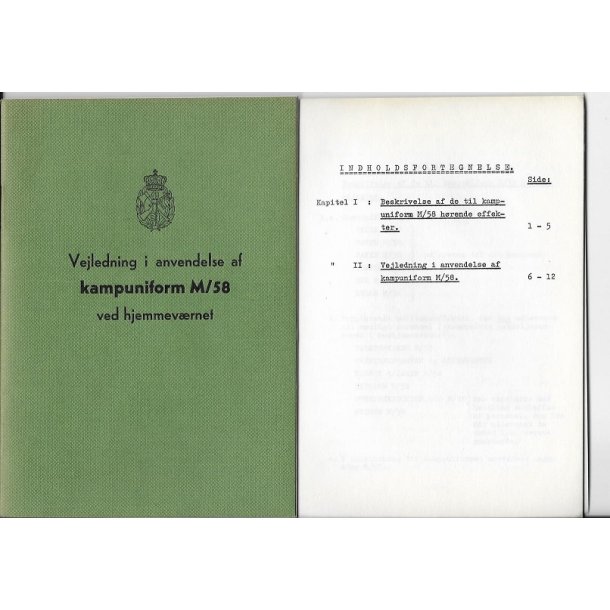 Vejledning i anvendelse af
kampuniform M/58
ved hjemmeværnet
INDHOLDSFORTEGNELSE.
Side:
Kapitel I : Beskrivelse af de til kamp-
uniform M/58 hørende effek-
ter. 1 - 5
" II : Vejledning i anvendelse af
kampuniform M/58. 6 - 12